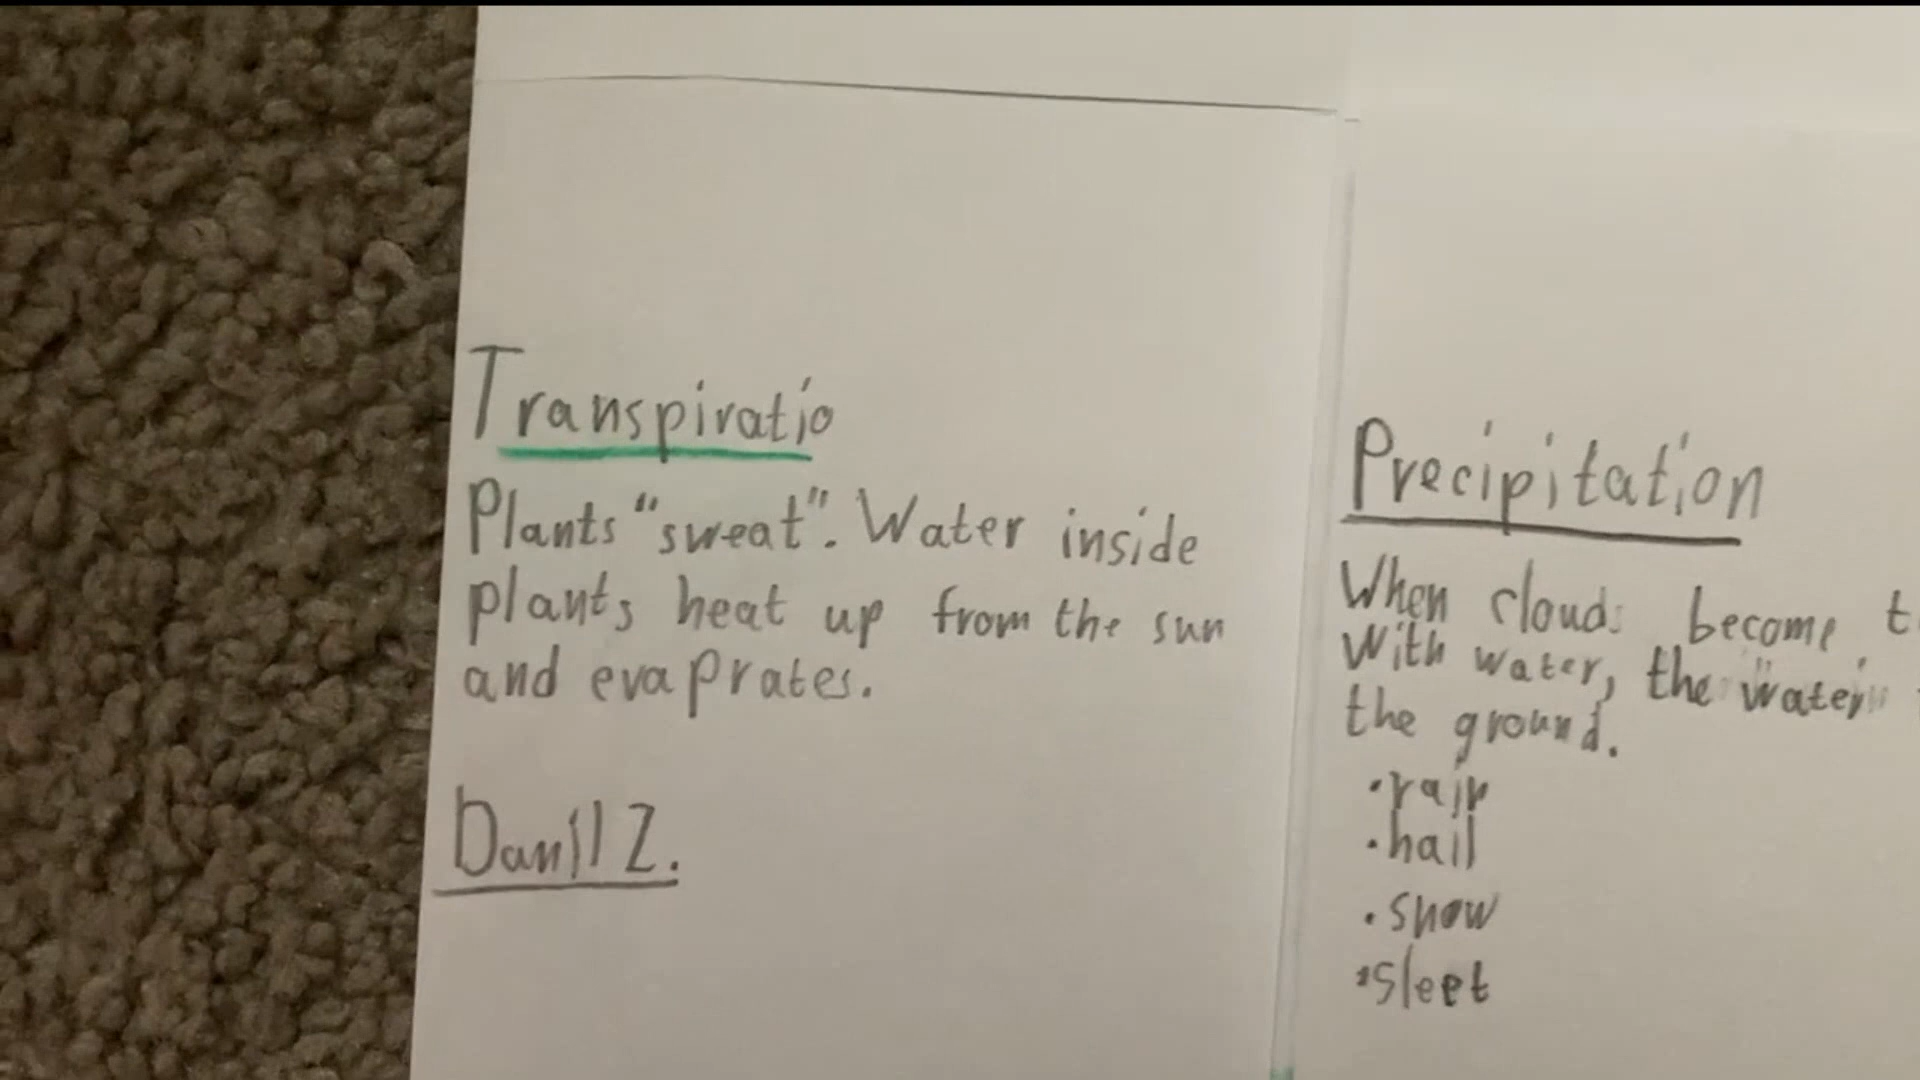 Transpiratio
Plants "sweat". Water inside
plants heat up from the sun
and evaprates.
Danil Z.
Precipitation
When clouds become
With water, the "water"
the ground.
•rain
•hail
•snow
•sleet